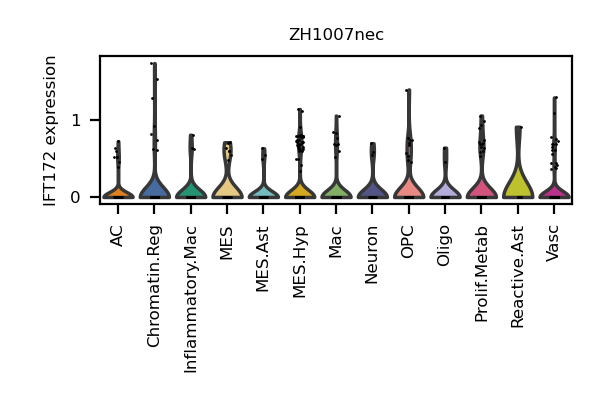 ZH1007nec
IFT172 expression
1
0
AC
Chromatin.Reg
Inflammatory.Mac
MES
MES.Ast
MES.Hyp
Mac
Neuron
OPC
Oligo
Prolif.Metab
Reactive.Ast
Vasc